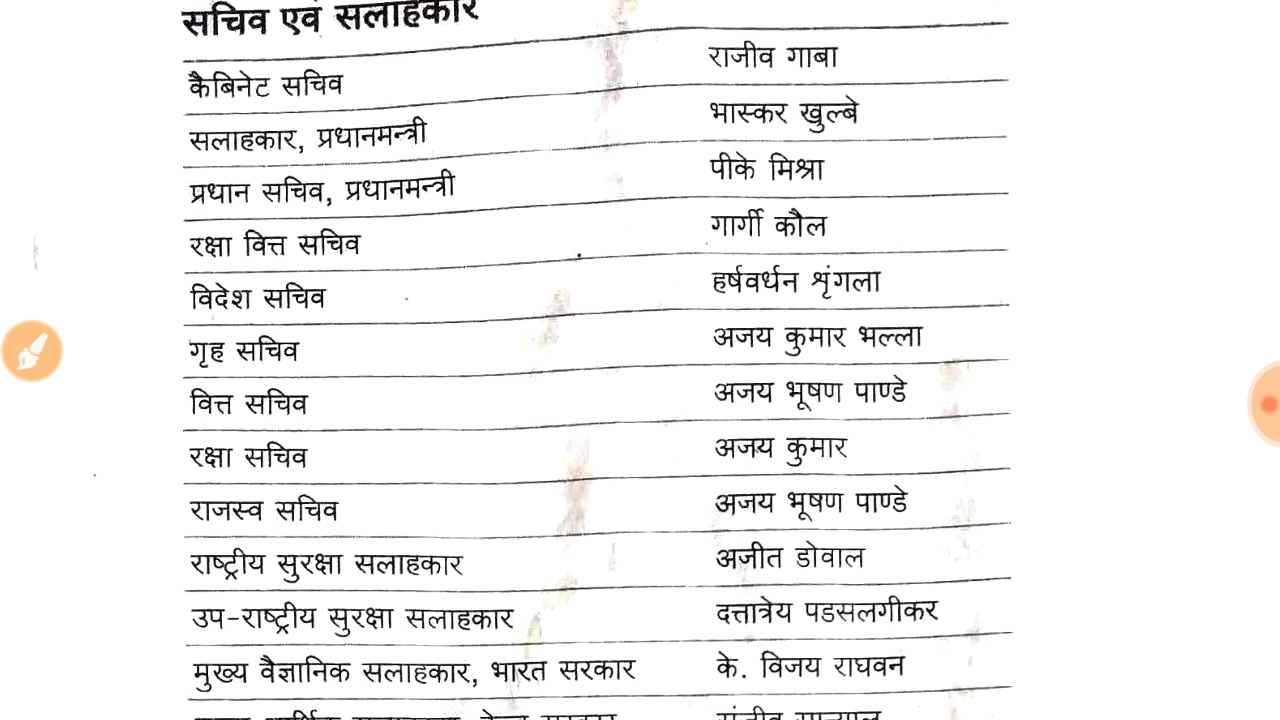 सचिव एवं सलाहकार
कैबिनेट सचिव राजीव गाबा
सलाहकार, प्रधानमन्त्री भास्कर खुल्बे
प्रधान सचिव, प्रधानमन्त्री पीके मिश्रा
रक्षा वित्त सचिव गार्गी कौल
विदेश सचिव हर्षवर्धन शृंगला
गृह सचिव अजय कुमार भल्ला
वित्त सचिव अजय भूषण पाण्डे
रक्षा सचिव अजय कुमार
राजस्व सचिव अजय भूषण पाण्डे
राष्ट्रीय सुरक्षा सलाहकार अजीत डोवाल
उप-राष्ट्रीय सुरक्षा सलाहकार दत्तात्रेय पडसलगीकर
मुख्य वैज्ञानिक सलाहकार, भारत सरकार के. विजय राघवन